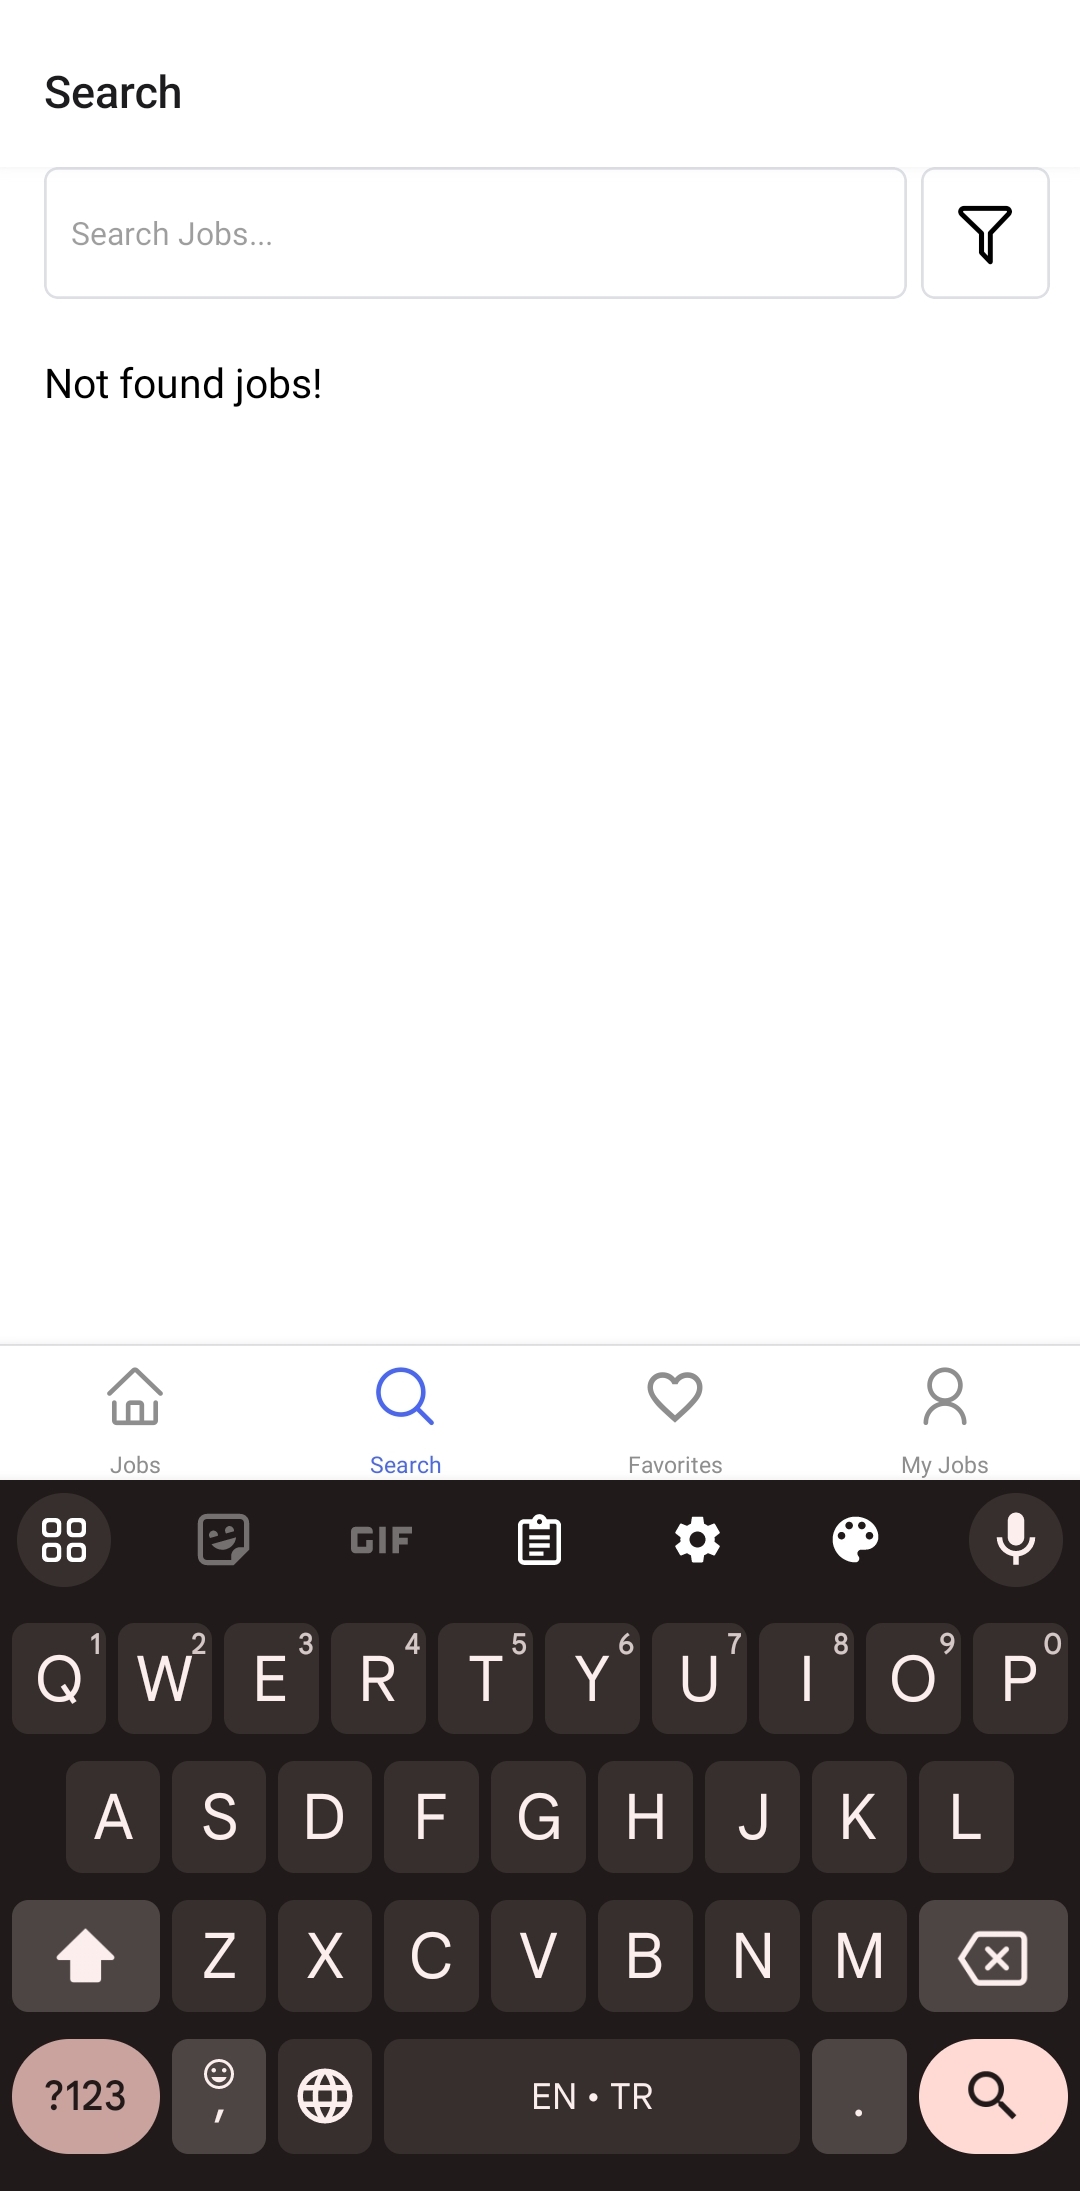 Search
Search Jobs...
Not found jobs!
Jobs Search Favorites My Jobs
GIF
Q 1 W 2 E 3 R 4 T 5 Y 6 U 7 I 8 O 9 P 0
A S D F G H J K L
Z X C V B N M
?123 , EN • TR .